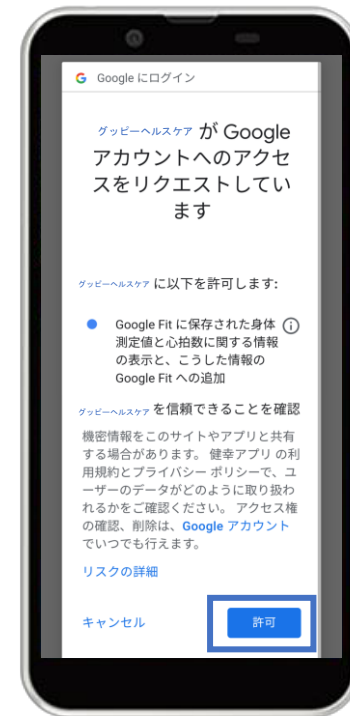 G Google にログイン
グッピーヘルスケア が Google
アカウントへのアクセ
スをリクエストしてい
ます
グッピーヘルスケア に以下を許可します:
Google Fit に保存された身体
測定値と心拍数に関する情報
の表示と、こうした情報の
Google Fit への追加
グッピーヘルスケア を信頼できることを確認
機密情報をこのサイトやアプリと共有
する場合があります。 健幸アプリ の利
用規約とプライバシー ポリシーで、ユ
ーザーのデータがどのように取り扱わ
れるかをご確認ください。 アクセス権
の確認、削除は、Google アカウント
でいつでも行えます。
リスクの詳細
キャンセル
許可